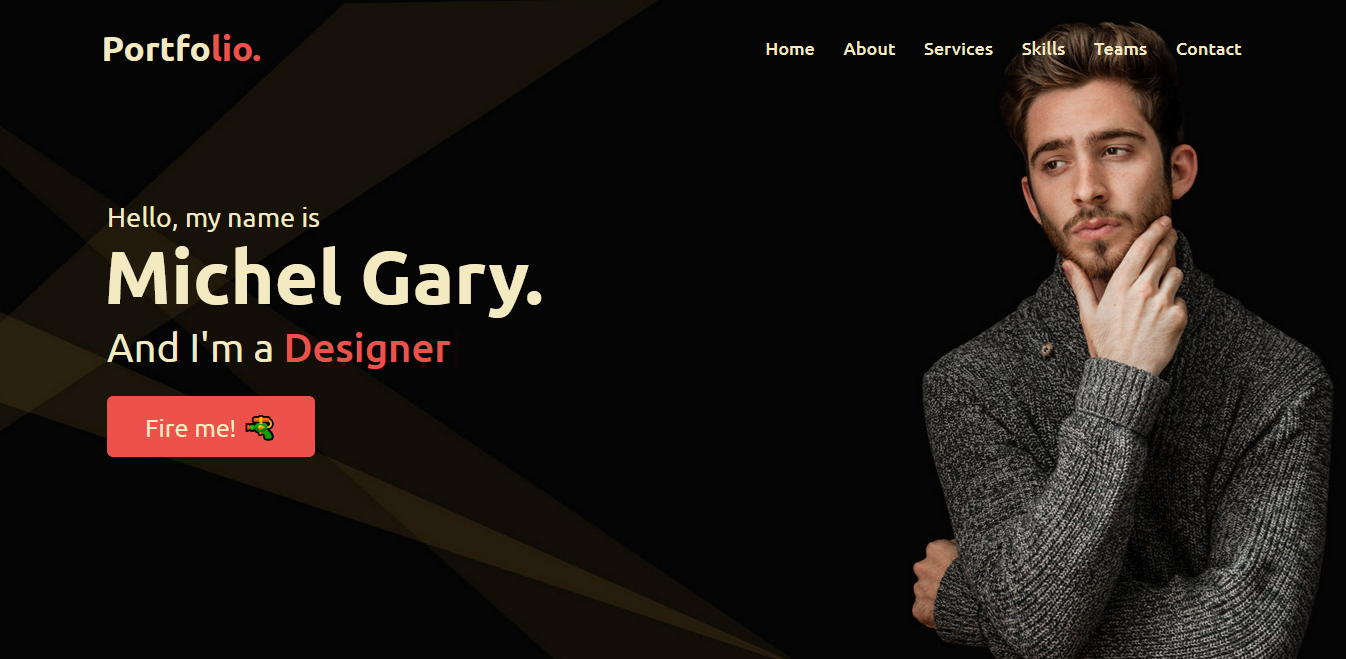 Portfolio.
Home About Services Skills Teams Contact
Hello, my name is
Michel Gary.
And I'm a Designer
Fire me!